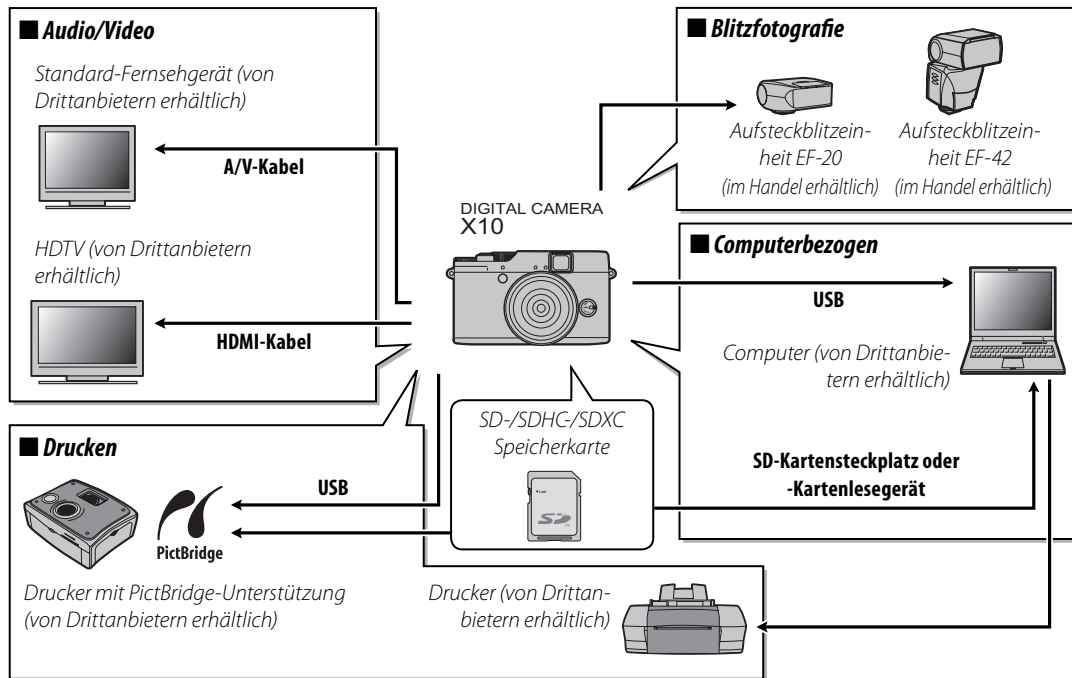 ■ Audio/Video
Standard-Fernsehgerät (von
Drittanbietern erhältlich)
A/V-Kabel
HDTV (von Drittanbietern
erhältlich)
HDMI-Kabel
DIGITAL CAMERA
X10
■ Blitzfotografie
Aufsteckblitzein-
heit EF-20
(im Handel erhältlich)
Aufsteckblitzein-
heit EF-42
(im Handel erhältlich)
■ Computerbezogen
USB
Computer (von Drittanbie-
tern erhältlich)
SD-Kartensteckplatz oder
-Kartenlesegerät
SD-/SDHC-/SDXC
Speicherkarte
Lock
SD
■ Drucken
USB
PictBridge
Drucker mit PictBridge-Unterstützung
(von Drittanbietern erhältlich)
Drucker (von Drittan-
bietern erhältlich)